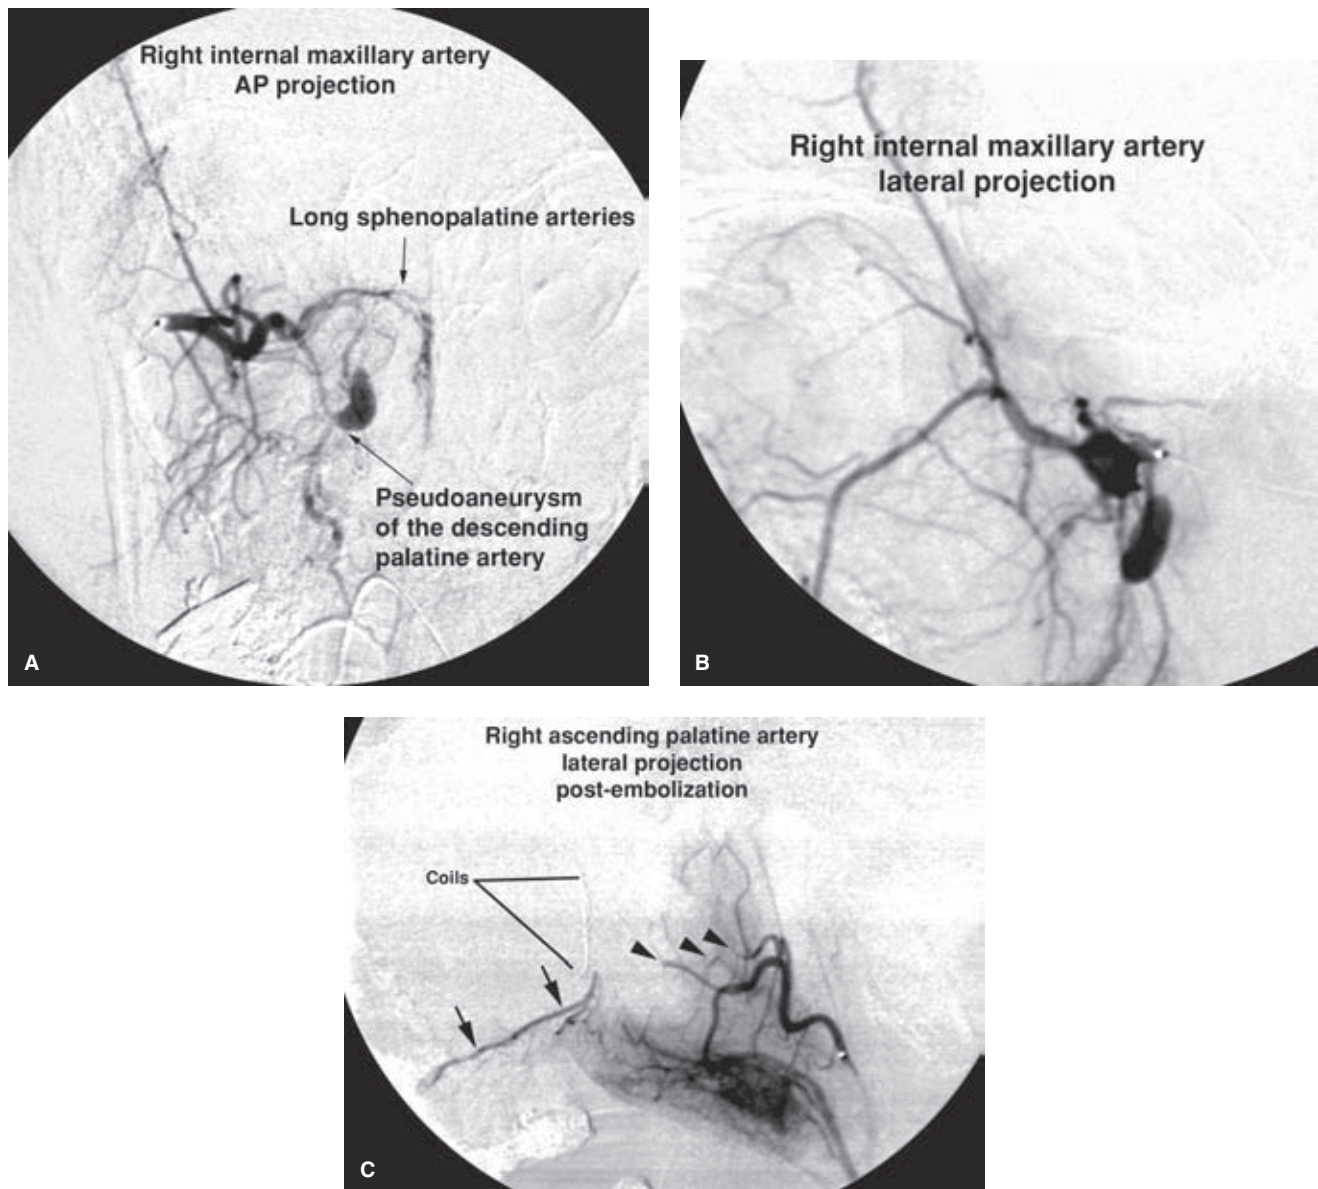 Right internal maxillary artery
AP projection
Long sphenopalatine arteries
Pseudoaneurysm
of the descending
palatine artery
A
Right internal maxillary artery
lateral projection
B
Right ascending palatine artery
lateral projection
post-embolization
Coils
C